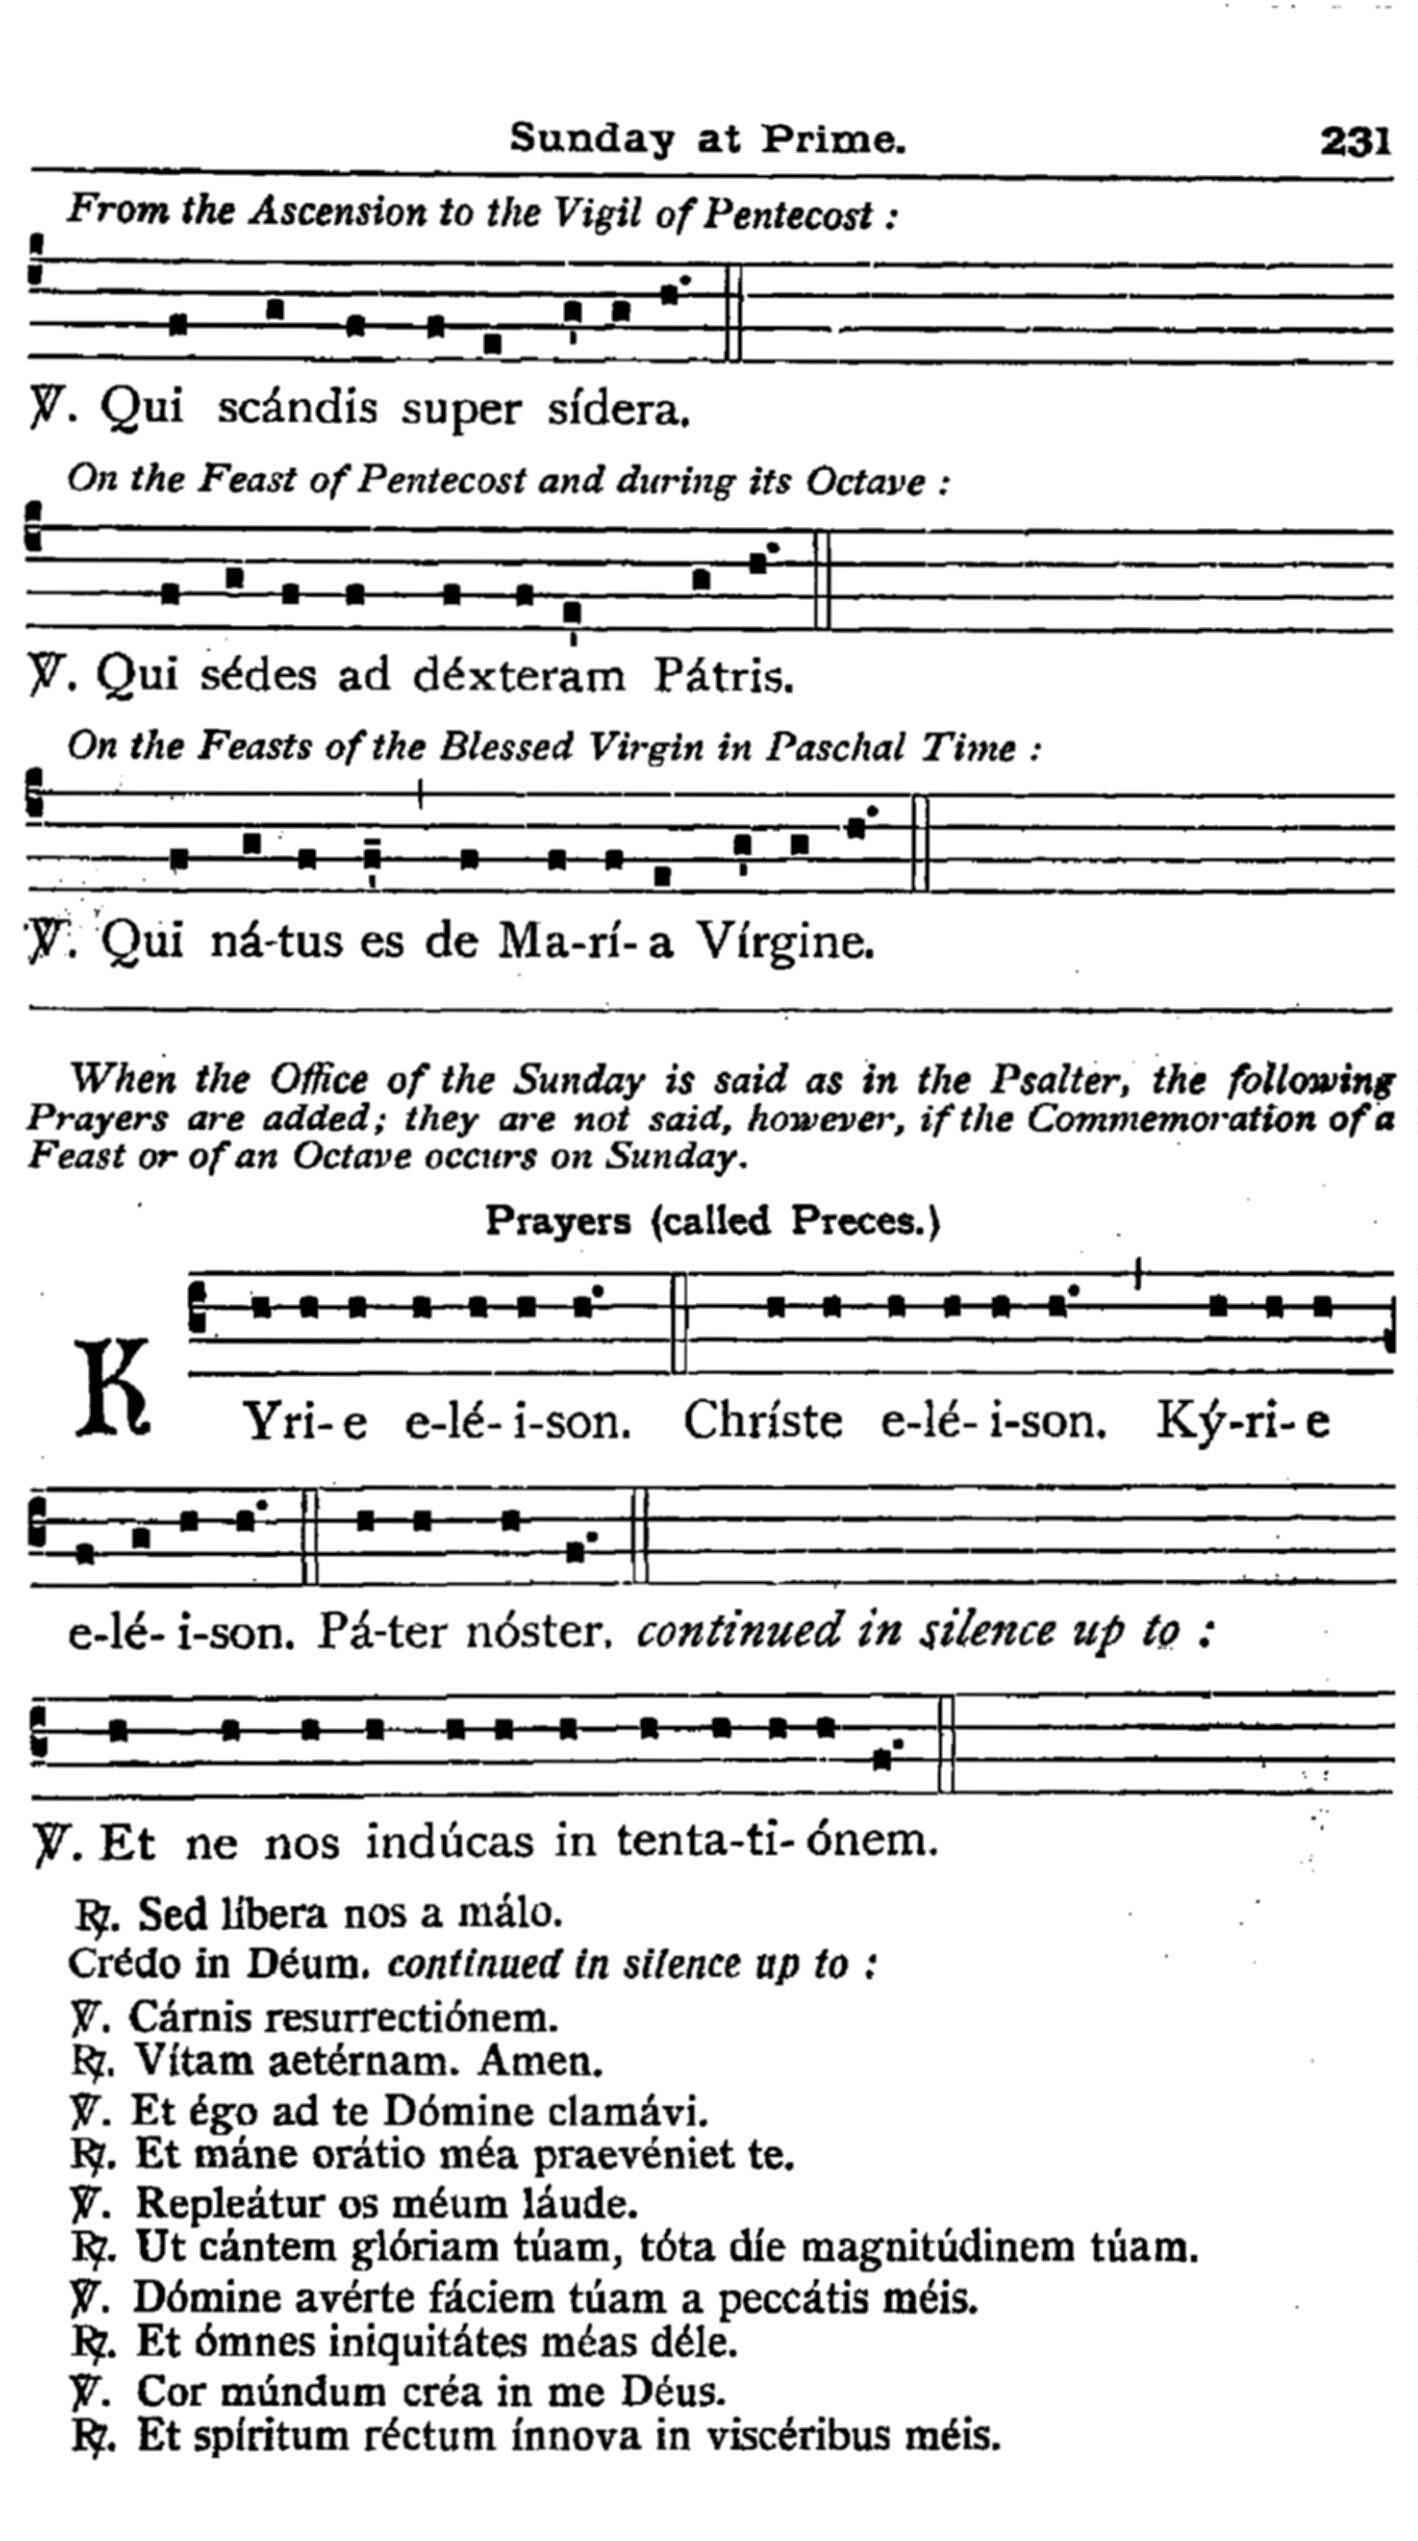 Sunday at Prime. 231
From the Ascension to the Vigil of Pentecost :
℣. Qui scándis super sídera.
On the Feast of Pentecost and during its Octave :
℣. Qui sédes ad déxteram Pátris.
On the Feasts of the Blessed Virgin in Paschal Time :
℣. Qui ná-tus es de Ma-rí- a Vírgine.
When the Office of the Sunday is said as in the Psalter, the following
Prayers are added; they are not said, however, if the Commemoration of a
Feast or of an Octave occurs on Sunday.
Prayers (called Preces.)
KYri- e e-lé- i-son. Chríste e-lé- i-son. Ký-ri- e
e-lé- i-son. Pá-ter nóster. continued in silence up to :
℣. Et ne nos indúcas in tenta-ti- ónem.
℟. Sed líbera nos a málo.
Crédo in Déum. continued in silence up to :
℣. Cárnis resurrectiónem.
℟. Vítam aetérnam. Amen.
℣. Et égo ad te Dómine clamávi.
℟. Et máne orátio méa praevéniet te.
℣. Repleátur os méum láude.
℟. Ut cántem glóriam túam, tóta díe magnitúdinem túam.
℣. Dómine avérte fáciem túam a peccátis méis.
℟. Et ómnes iniquitátes méas déle.
℣. Cor múndum créa in me Déus.
℟. Et spíritum réctum ínnova in viscéribus méis.